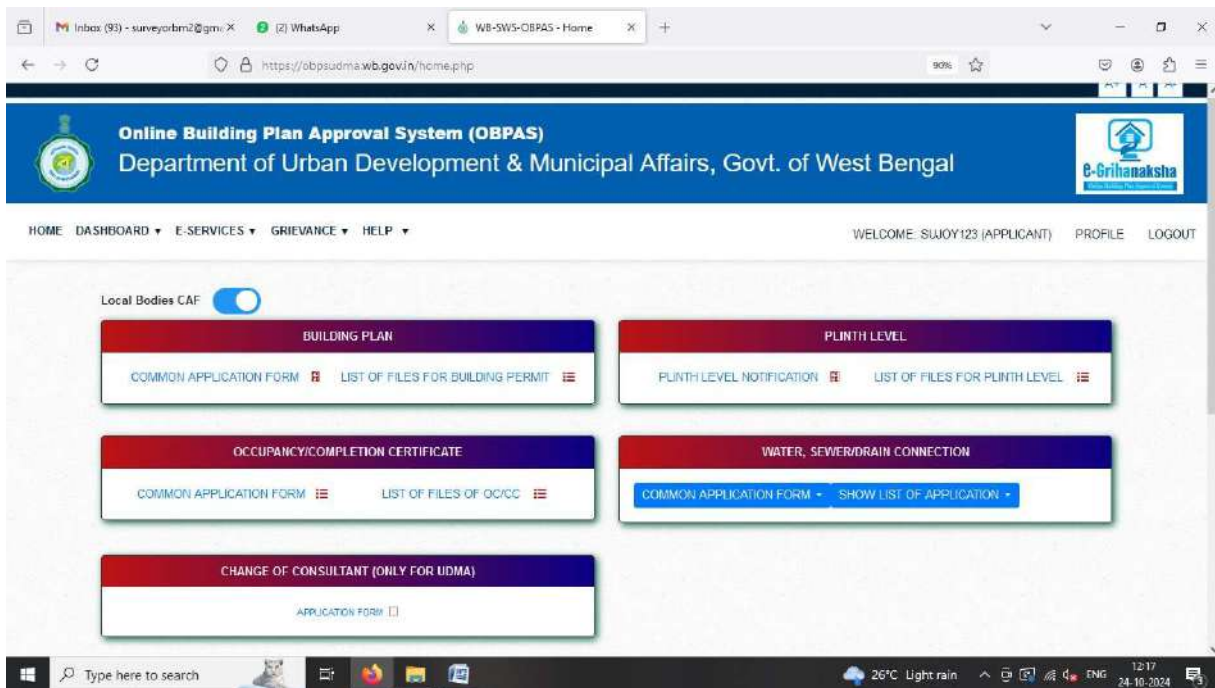 Inbox (93) - surveyorbm2@gm
(2) WhatsApp
WB-SWS-OBPAS - Home
https://obpsudma.wb.gov.in/home.php
90%
Online Building Plan Approval System (OBPAS)
Department of Urban Development & Municipal Affairs, Govt. of West Bengal
e-Grihanaksha
HOME DASHBOARD E-SERVICES GRIEVANCE HELP
WELCOME: SUJOY123 (APPLICANT) PROFILE LOGOUT
Local Bodies CAF
BUILDING PLAN
COMMON APPLICATION FORM LIST OF FILES FOR BUILDING PERMIT
PLINTH LEVEL
PLINTH LEVEL NOTIFICATION LIST OF FILES FOR PLINTH LEVEL
OCCUPANCY/COMPLETION CERTIFICATE
COMMON APPLICATION FORM LIST OF FILES OF OC/CC
WATER, SEWER/DRAIN CONNECTION
COMMON APPLICATION FORM SHOW LIST OF APPLICATION
CHANGE OF CONSULTANT (ONLY FOR UDMA)
APPLICATION FORM
Type here to search
26°C Light rain
ENG
12:17
24-10-2024